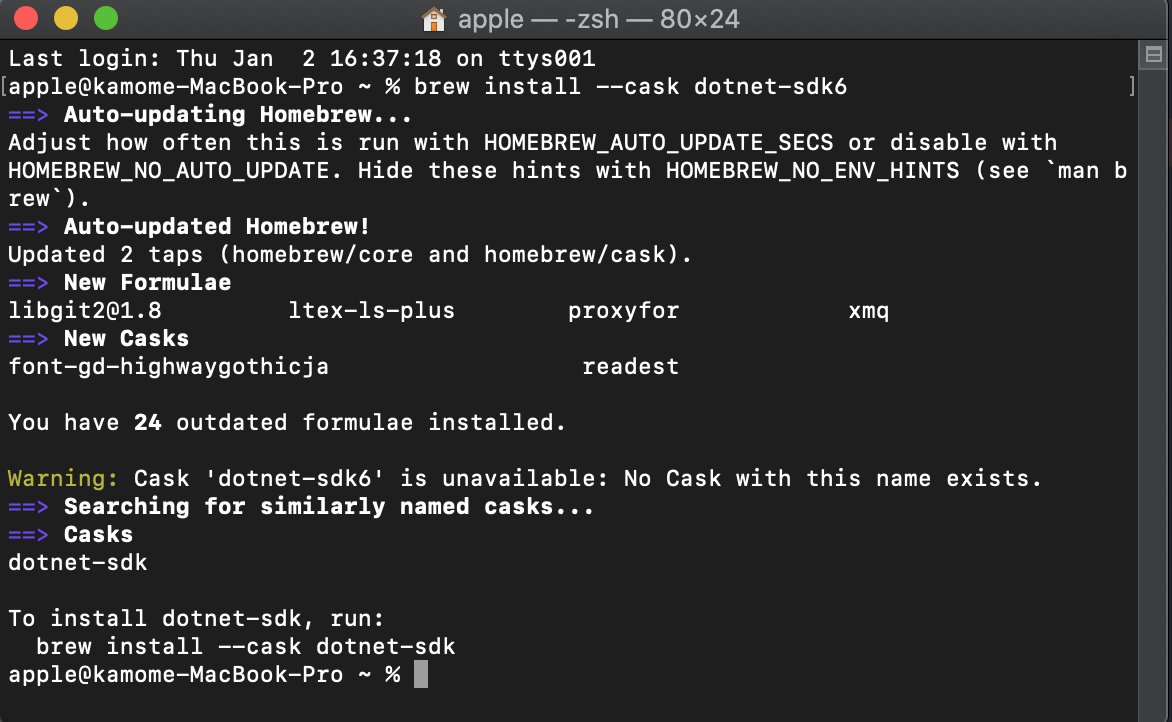 apple — -zsh — 80×24
Last login: Thu Jan  2 16:37:18 on ttys001
[apple@kamome-MacBook-Pro ~ % brew install --cask dotnet-sdk6 ]
==> Auto-updating Homebrew...
Adjust how often this is run with HOMEBREW_AUTO_UPDATE_SECS or disable with
HOMEBREW_NO_AUTO_UPDATE. Hide these hints with HOMEBREW_NO_ENV_HINTS (see `man b
rew`).
==> Auto-updated Homebrew!
Updated 2 taps (homebrew/core and homebrew/cask).
==> New Formulae
libgit2@1.8         ltex-ls-plus        proxyfor            xmq
==> New Casks
font-gd-highwaygothicja                  readest

You have 24 outdated formulae installed.

Warning: Cask 'dotnet-sdk6' is unavailable: No Cask with this name exists.
==> Searching for similarly named casks...
==> Casks
dotnet-sdk

To install dotnet-sdk, run:
  brew install --cask dotnet-sdk
apple@kamome-MacBook-Pro ~ %